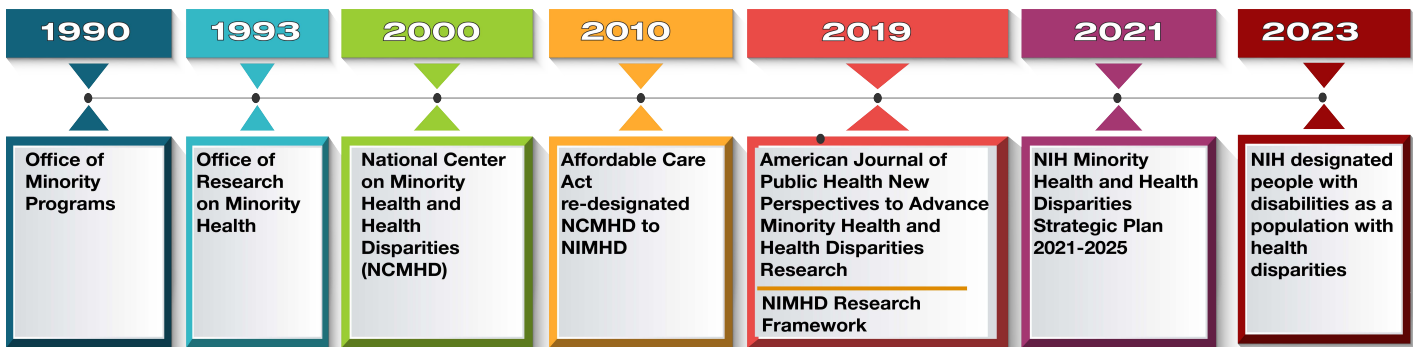 1990
1993
2000
2010
2019
2021
2023
Office of
Minority
Programs
Office of
Research
on Minority
Health
National Center
on Minority
Health and
Health
Disparities
(NCMHD)
Affordable Care
Act
re-designated
NCMHD to
NIMHD
American Journal of
Public Health New
Perspectives to Advance
Minority Health and
Health Disparities
Research
NIMHD Research
Framework
NIH Minority
Health and Health
Disparities
Strategic Plan
2021-2025
NIH designated
people with
disabilities as a
population with
health
disparities